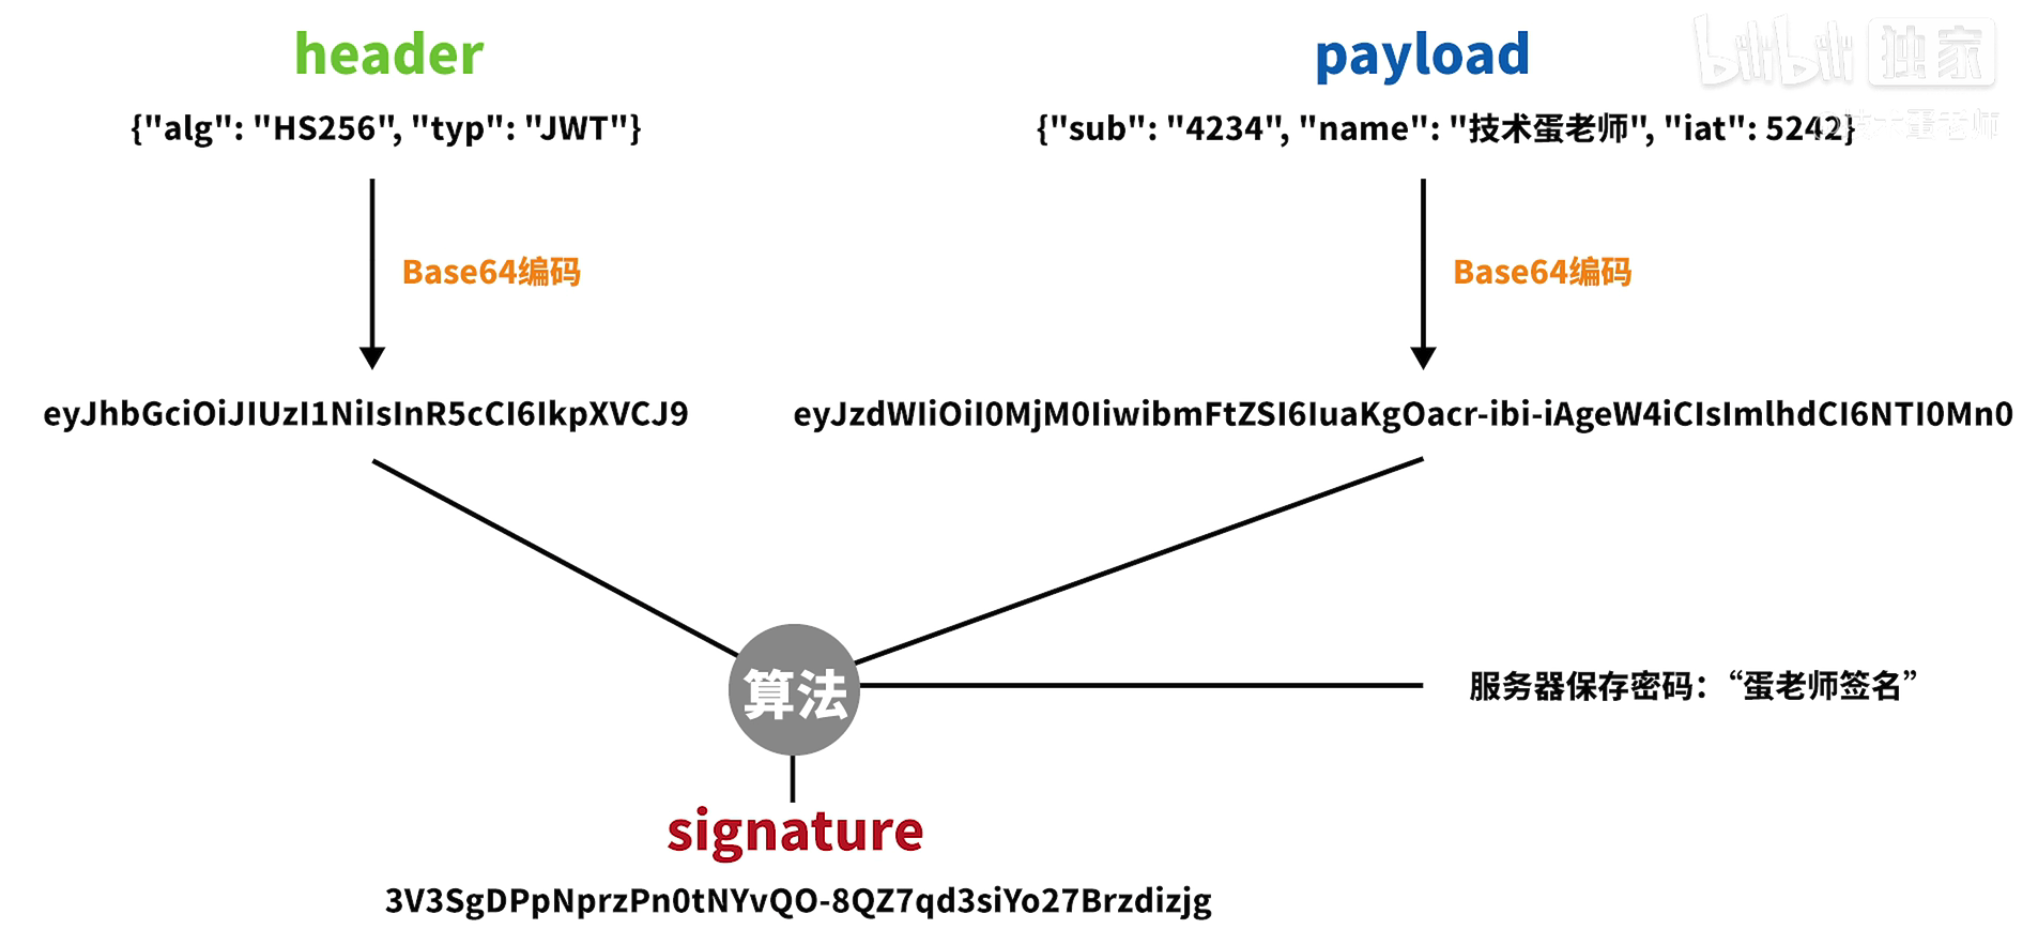 header
payload
bilibili 独家
@技术蛋老师
{"alg": "HS256", "typ": "JWT"}
{"sub": "4234", "name": "技术蛋老师", "iat": 5242}
Base64编码
Base64编码
eyJhbGciOiJIUzI1NiIsInR5cCI6IkpXVCJ9
eyJzdWIiOiI0MjM0IiwibmFtZSI6IuaKgOacr-ibi-iAgeW4iCIsImlhdCI6NTI0Mn0
算法
服务器保存密码：“蛋老师签名”
signature
3V3SgDPpNprzPn0tNYvQO-8QZ7qd3siYo27Brzdizjg